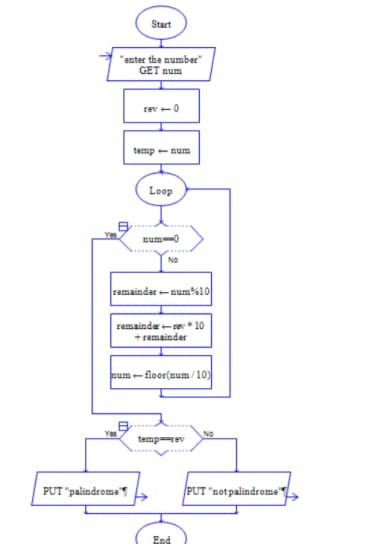 Start
"enter the number"
GET num
rev ← 0
temp ← num
Loop
Yes
num==0
No
remainder ← num%10
remainder ← rev * 10
+ remainder
num ← floor(num / 10)
Yes
temp==rev
No
PUT "palindrome"¶
PUT "not palindrome"¶
End